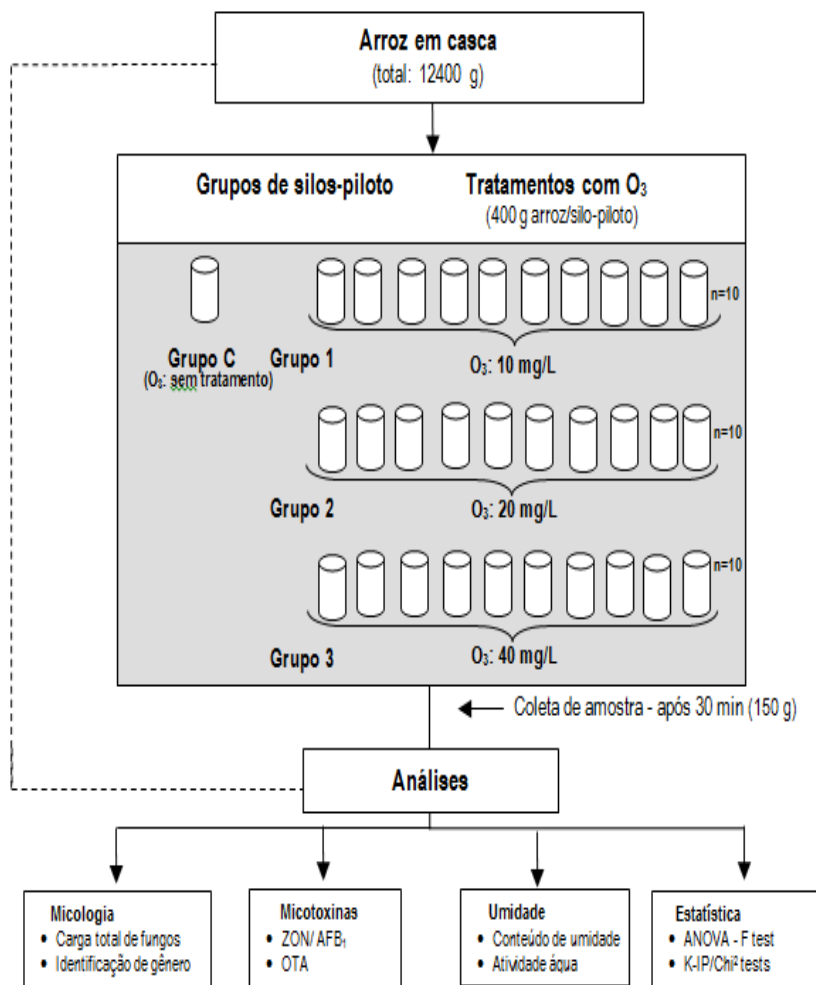 Arroz em casca
(total: 12400 g)
Grupos de silos-piloto
Tratamentos com O₃
(400 g arroz/silo-piloto)
n=10
Grupo C
(O₃: sem tratamento)
Grupo 1
O₃: 10 mg/L
n=10
Grupo 2
O₃: 20 mg/L
n=10
Grupo 3
O₃: 40 mg/L
Coleta de amostra - após 30 min (150 g)
Análises
Micologia
• Carga total de fungos
• Identificação de gênero
Micotoxinas
• ZON/ AFB₁
• OTA
Umidade
• Conteúdo de umidade
• Atividade água
Estatística
• ANOVA - F test
• K-IP/Chi² tests